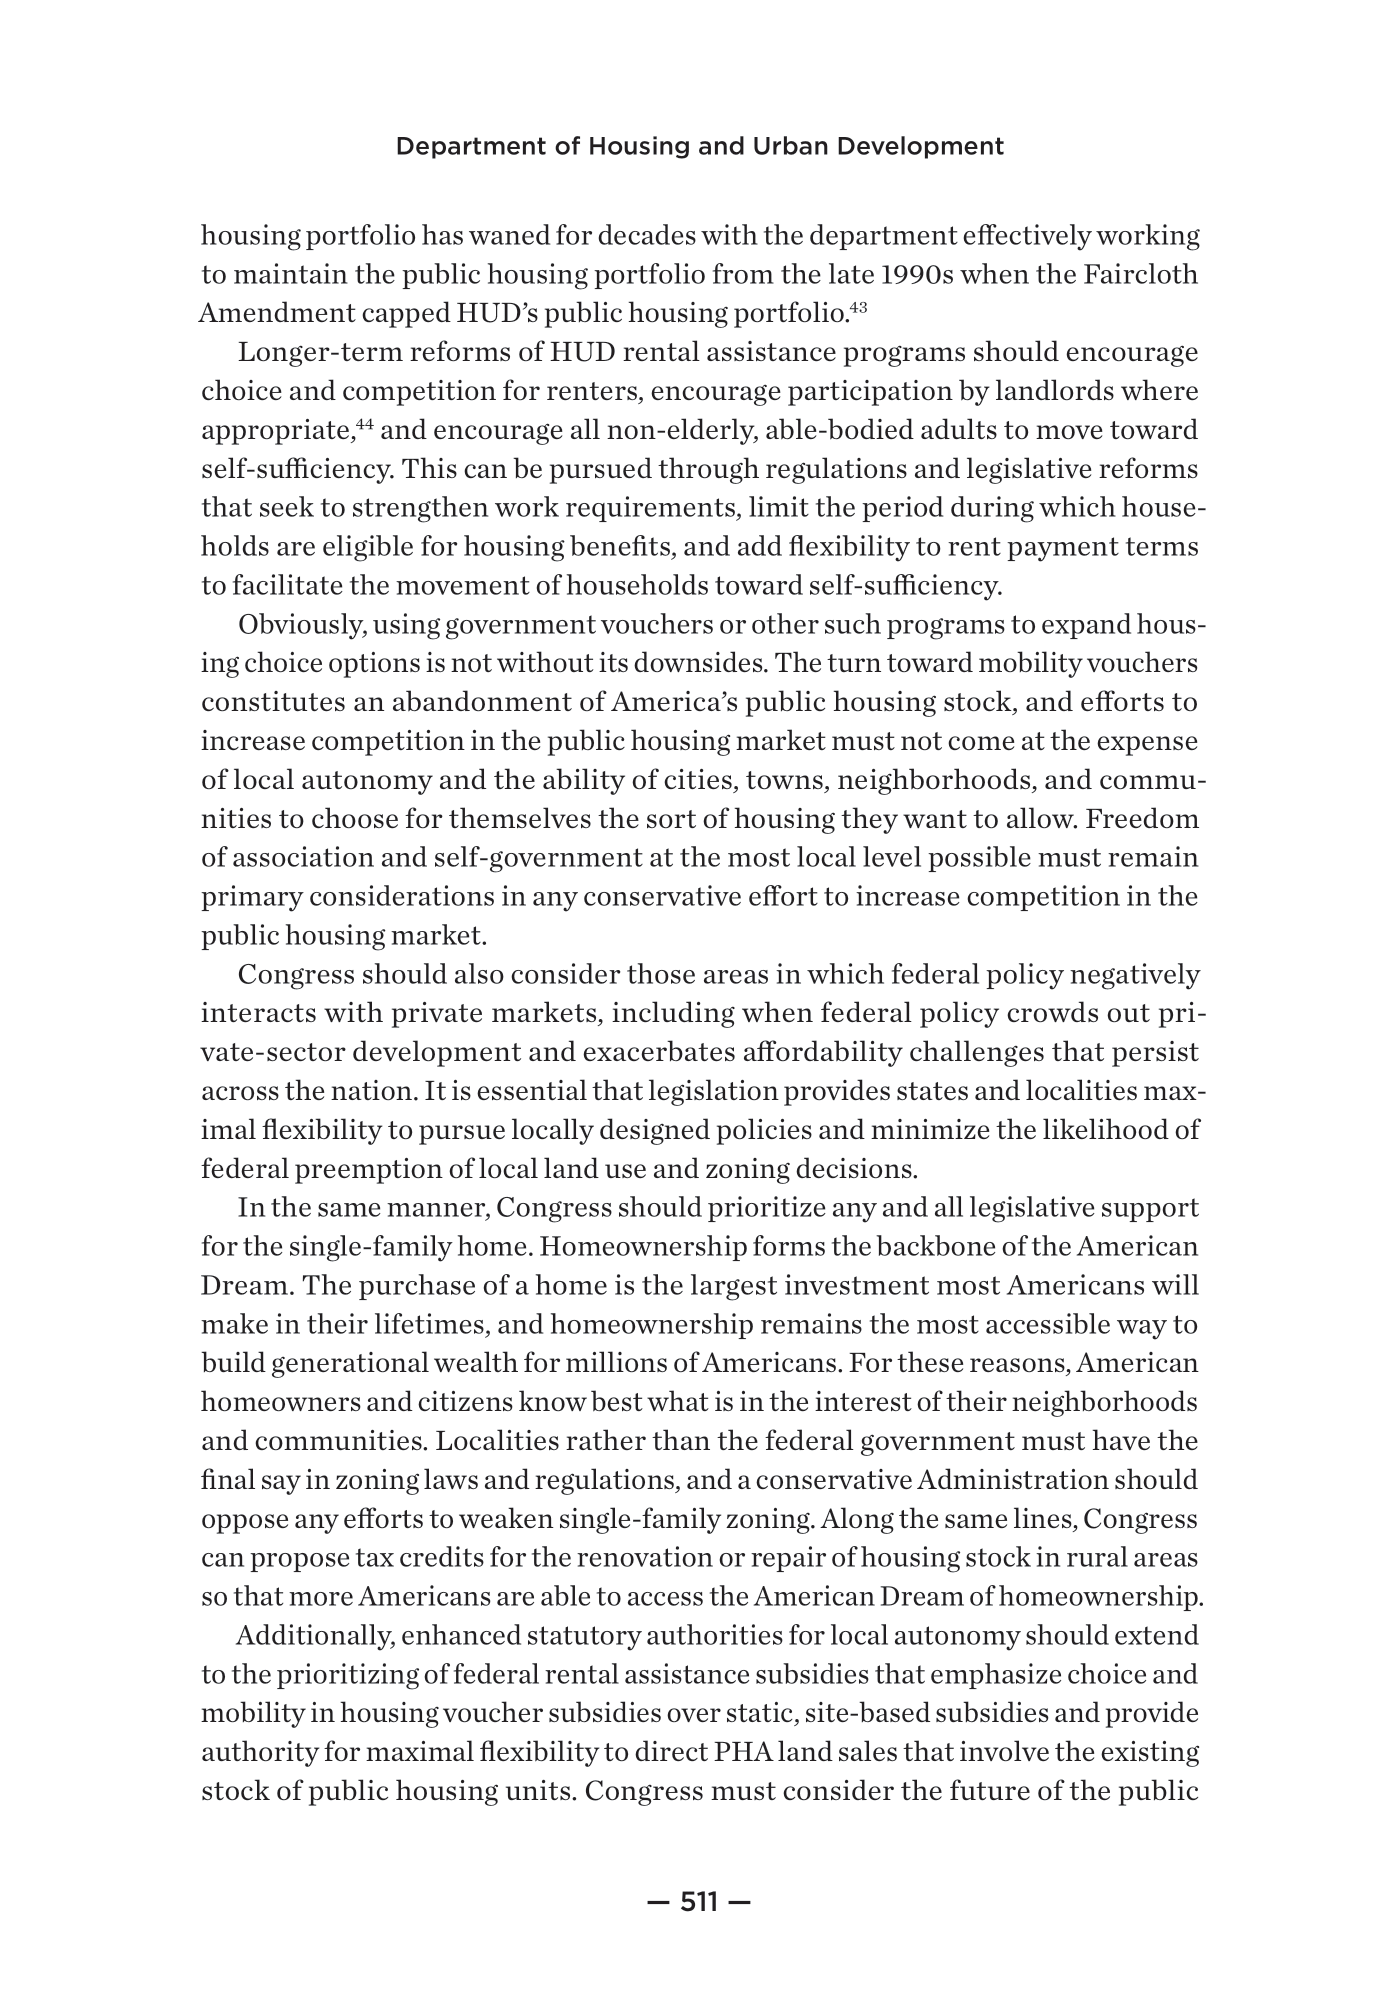 Department of Housing and Urban Development
housing portfolio has waned for decades with the department effectively working
to maintain the public housing portfolio from the late 1990s when the Faircloth
Amendment capped HUD’s public housing portfolio.43
Longer-term reforms of HUD rental assistance programs should encourage
choice and competition for renters, encourage participation by landlords where
appropriate,44 and encourage all non-elderly, able-bodied adults to move toward
self-sufficiency. This can be pursued through regulations and legislative reforms
that seek to strengthen work requirements, limit the period during which house-
holds are eligible for housing benefits, and add flexibility to rent payment terms
to facilitate the movement of households toward self-sufficiency.
Obviously, using government vouchers or other such programs to expand hous-
ing choice options is not without its downsides. The turn toward mobility vouchers
constitutes an abandonment of America’s public housing stock, and efforts to
increase competition in the public housing market must not come at the expense
of local autonomy and the ability of cities, towns, neighborhoods, and commu-
nities to choose for themselves the sort of housing they want to allow. Freedom
of association and self-government at the most local level possible must remain
primary considerations in any conservative effort to increase competition in the
public housing market.
Congress should also consider those areas in which federal policy negatively
interacts with private markets, including when federal policy crowds out pri-
vate-sector development and exacerbates affordability challenges that persist
across the nation. It is essential that legislation provides states and localities max-
imal flexibility to pursue locally designed policies and minimize the likelihood of
federal preemption of local land use and zoning decisions.
In the same manner, Congress should prioritize any and all legislative support
for the single-family home. Homeownership forms the backbone of the American
Dream. The purchase of a home is the largest investment most Americans will
make in their lifetimes, and homeownership remains the most accessible way to
build generational wealth for millions of Americans. For these reasons, American
homeowners and citizens know best what is in the interest of their neighborhoods
and communities. Localities rather than the federal government must have the
final say in zoning laws and regulations, and a conservative Administration should
oppose any efforts to weaken single-family zoning. Along the same lines, Congress
can propose tax credits for the renovation or repair of housing stock in rural areas
so that more Americans are able to access the American Dream of homeownership.
Additionally, enhanced statutory authorities for local autonomy should extend
to the prioritizing of federal rental assistance subsidies that emphasize choice and
mobility in housing voucher subsidies over static, site-based subsidies and provide
authority for maximal flexibility to direct PHA land sales that involve the existing
stock of public housing units. Congress must consider the future of the public
— 511 —